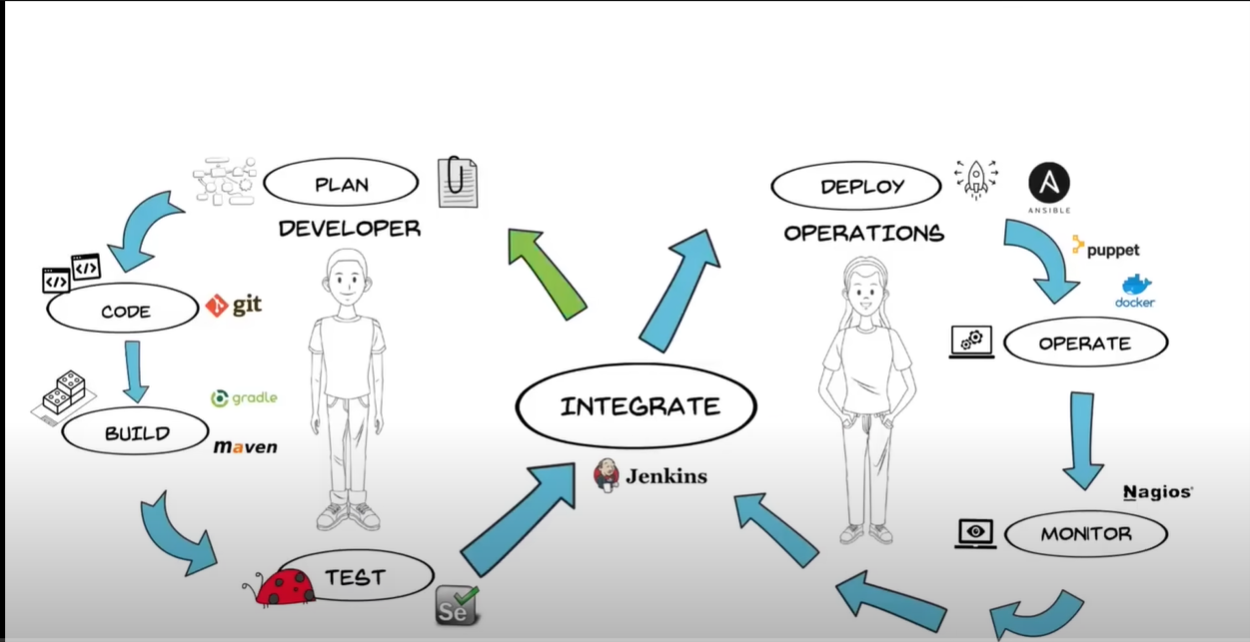 PLAN
DEVELOPER
</>
</>
CODE
git
gradle
BUILD
maven
TEST
Se
INTEGRATE
Jenkins
DEPLOY
OPERATIONS
A
ANSIBLE
puppet
docker
OPERATE
Nagios®
MONITOR